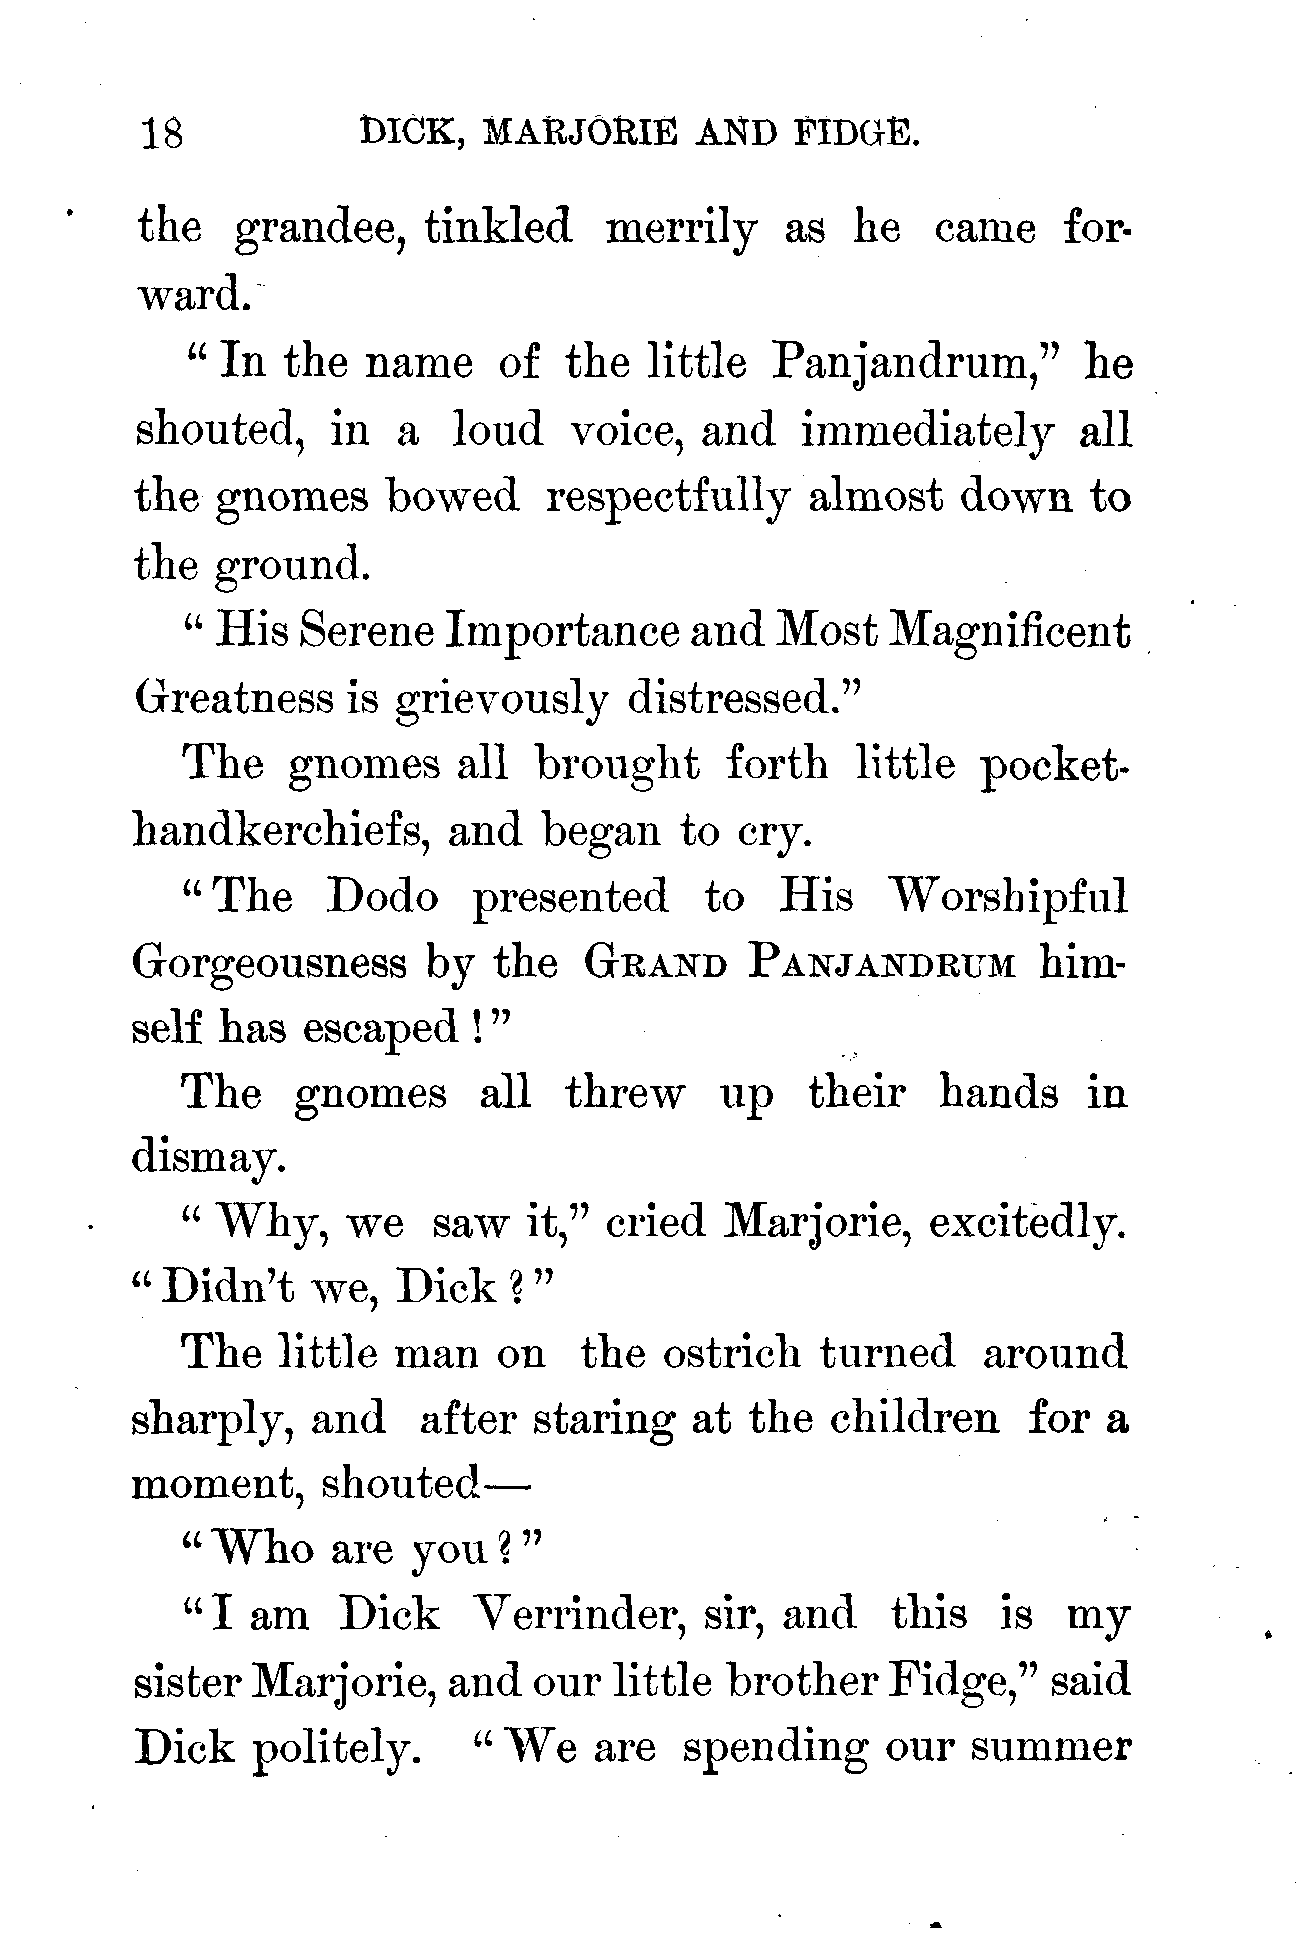 18 DICK, MARJORIE AND FIDGE.
the grandee, tinkled merrily as he came for-
ward.
“ In the name of the little Panjandrum,” he
shouted, in a loud voice, and immediately all
the gnomes bowed respectfully almost down to
the ground.
“ His Serene Importance and Most Magnificent
Greatness is grievously distressed.”
The gnomes all brought forth little pocket-
handkerchiefs, and began to cry.
“ The Dodo presented to His Worshipful
Gorgeousness by the GRAND PANJANDRUM him-
self has escaped ! ”
The gnomes all threw up their hands in
dismay.
“ Why, we saw it,” cried Marjorie, excitedly.
“ Didn’t we, Dick ? ”
The little man on the ostrich turned around
sharply, and after staring at the children for a
moment, shouted—
“ Who are you ? ”
“ I am Dick Verrinder, sir, and this is my
sister Marjorie, and our little brother Fidge,” said
Dick politely. “ We are spending our summer